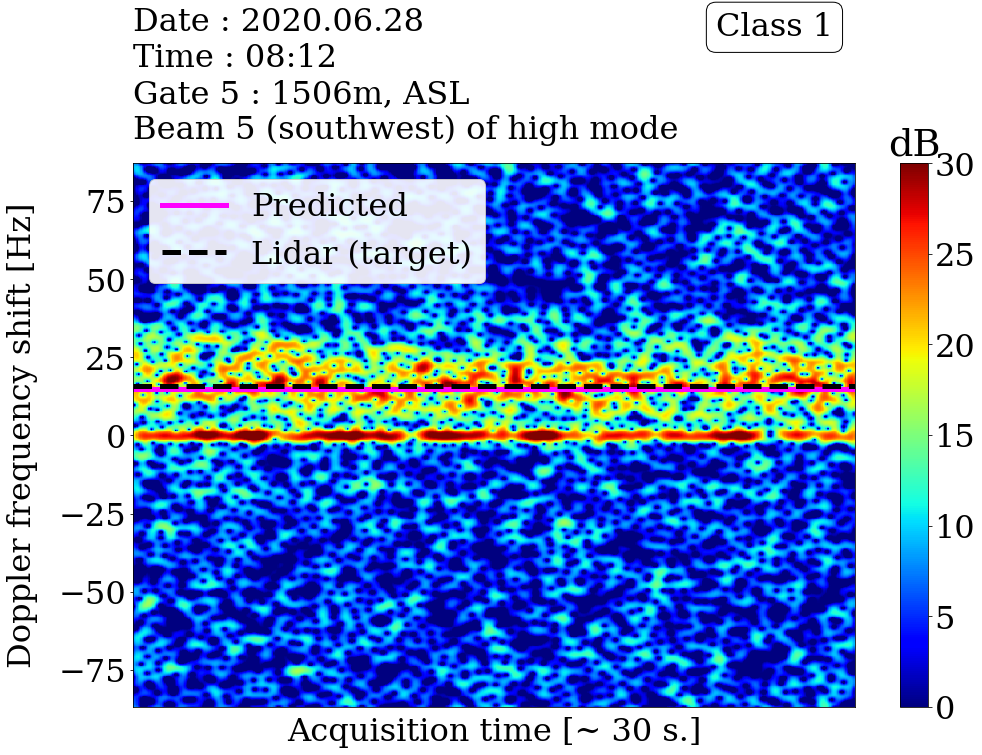 Date : 2020.06.28
Class 1
Time : 08:12
Gate 5 : 1506m, ASL
Beam 5 (southwest) of high mode
dB
Predicted
Lidar (target)
Doppler frequency shift [Hz]
75
50
25
0
−25
−50
−75
30
25
20
15
10
5
0
Acquisition time [~ 30 s.]